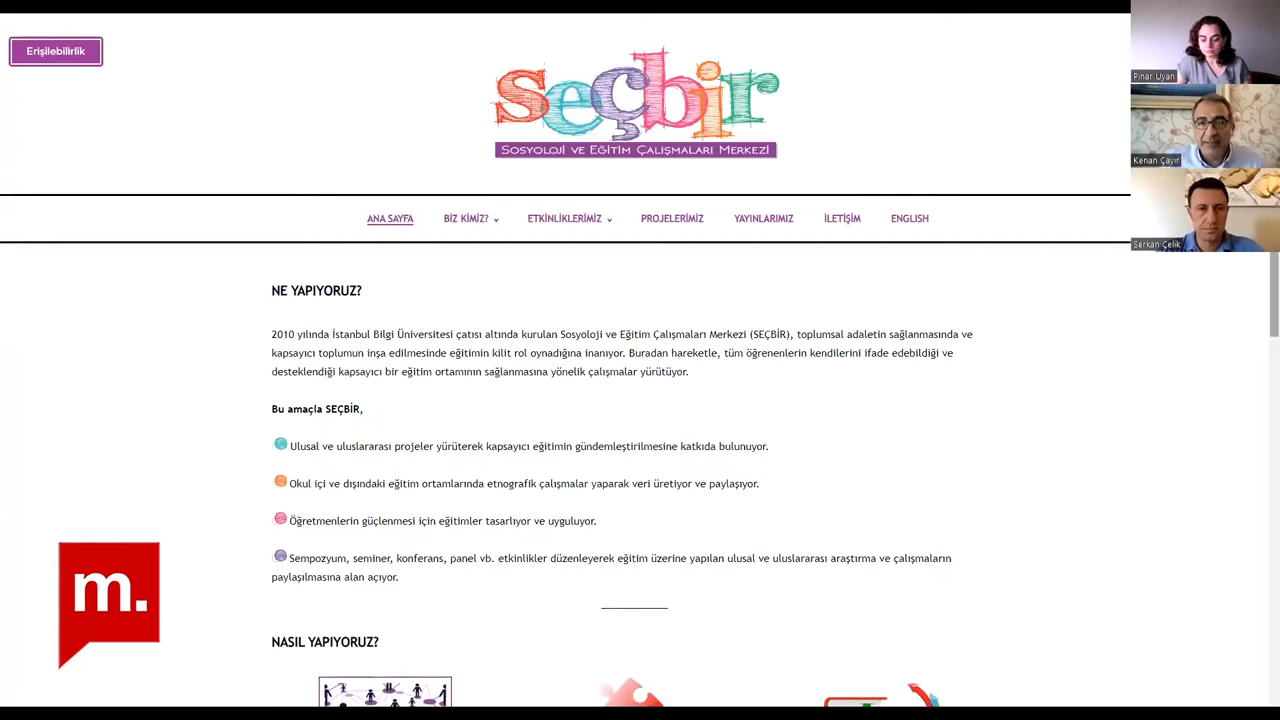 Erişilebilirlik
seçbir
SOSYOLOJİ VE EĞİTİM ÇALIŞMALARI MERKEZİ
Pınar Uyan
Kenan Çayır
Serkan Çelik
ANA SAYFA BİZ KİMİZ? ETKİNLİKLERİMİZ PROJELERİMİZ YAYINLARIMIZ İLETİŞİM ENGLISH
NE YAPIYORUZ?
2010 yılında İstanbul Bilgi Üniversitesi çatısı altında kurulan Sosyoloji ve Eğitim Çalışmaları Merkezi (SEÇBİR), toplumsal adaletin sağlanmasında ve
kapsayıcı toplumun inşa edilmesinde eğitimin kilit rol oynadığına inanıyor. Buradan hareketle, tüm öğrenenlerin kendilerini ifade edebildiği ve
desteklendiği kapsayıcı bir eğitim ortamının sağlanmasına yönelik çalışmalar yürütüyor.
Bu amaçla SEÇBİR,
Ulusal ve uluslararası projeler yürüterek kapsayıcı eğitimin gündemleştirilmesine katkıda bulunuyor.
Okul içi ve dışındaki eğitim ortamlarında etnografik çalışmalar yaparak veri üretiyor ve paylaşıyor.
Öğretmenlerin güçlenmesi için eğitimler tasarlıyor ve uyguluyor.
Sempozyum, seminer, konferans, panel vb. etkinlikler düzenleyerek eğitim üzerine yapılan ulusal ve uluslararası araştırma ve çalışmaların
paylaşılmasına alan açıyor.
m.
NASIL YAPIYORUZ?